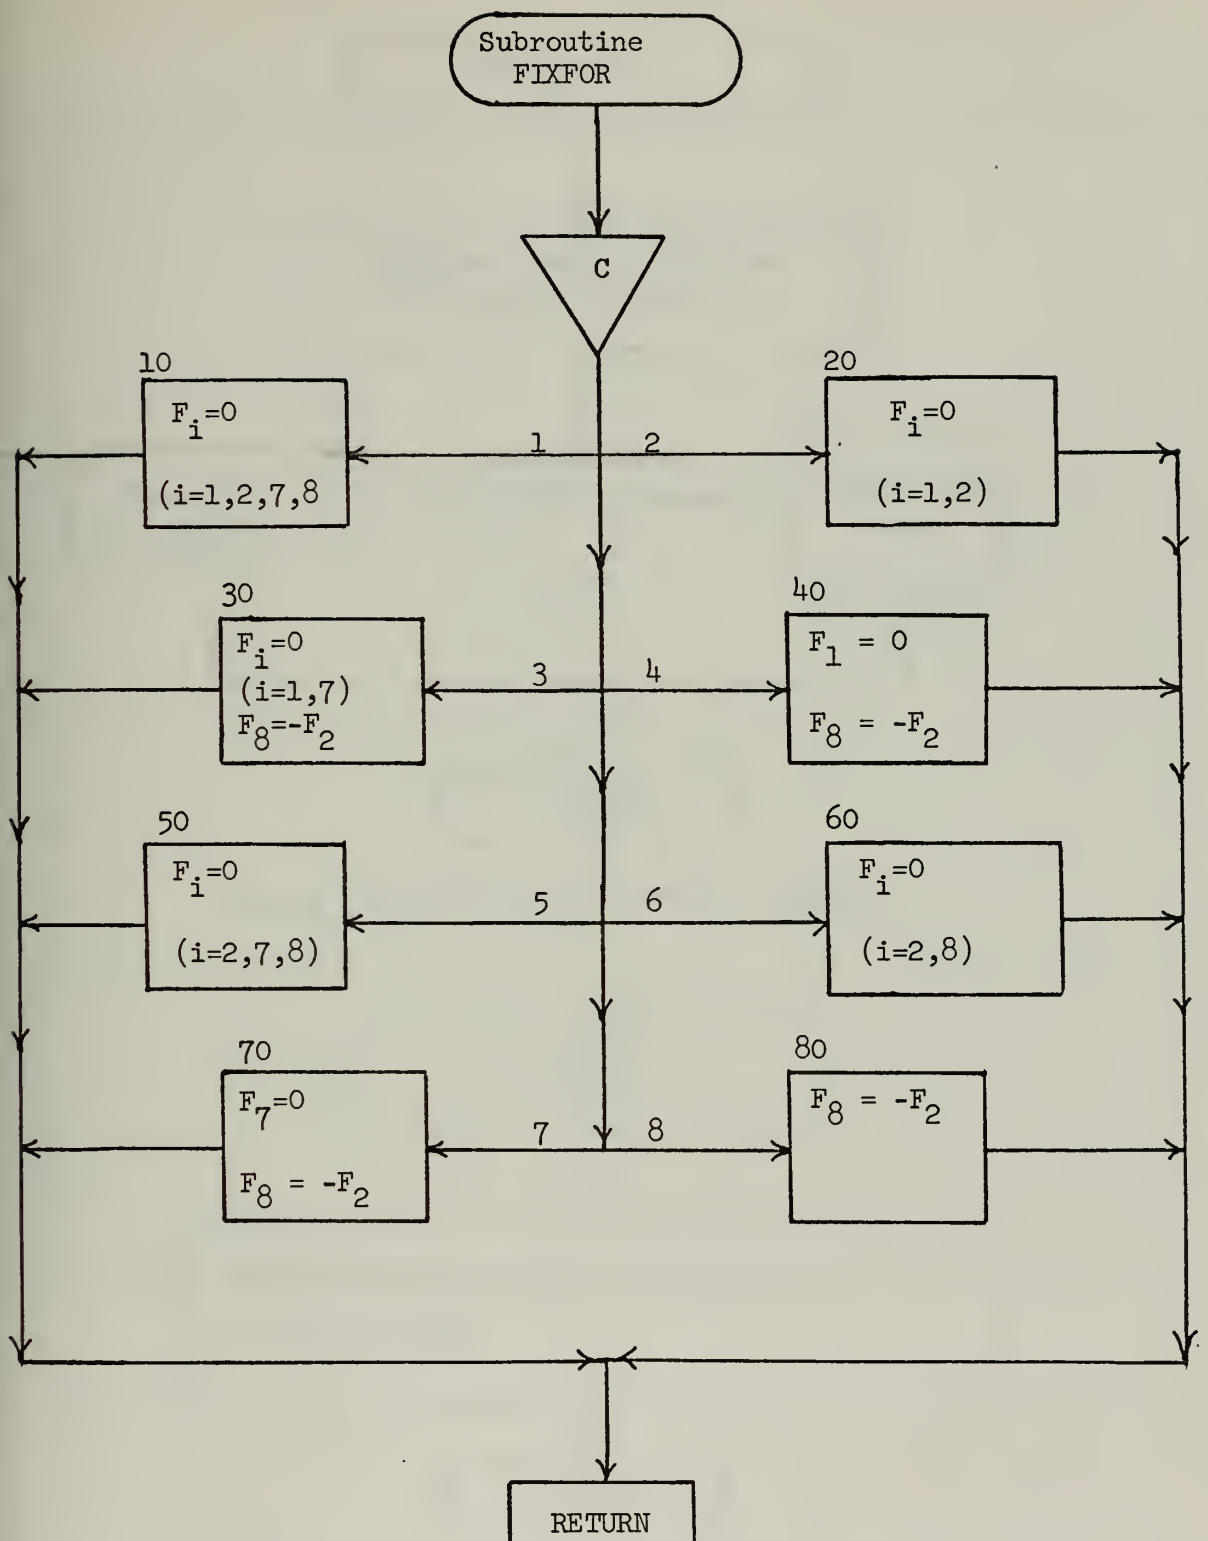 Subroutine
FIXFOR
C
10
F_i=0
(i=1,2,7,8
1
2
20
F_i=0
(i=1,2)
30
F_i=0
(i=1,7)
F_8=-F_2
3
4
40
F_1 = 0
F_8 = -F_2
50
F_i=0
(i=2,7,8)
5
6
60
F_i=0
(i=2,8)
70
F_7=0
F_8 = -F_2
7
8
80
F_8 = -F_2
RETURN